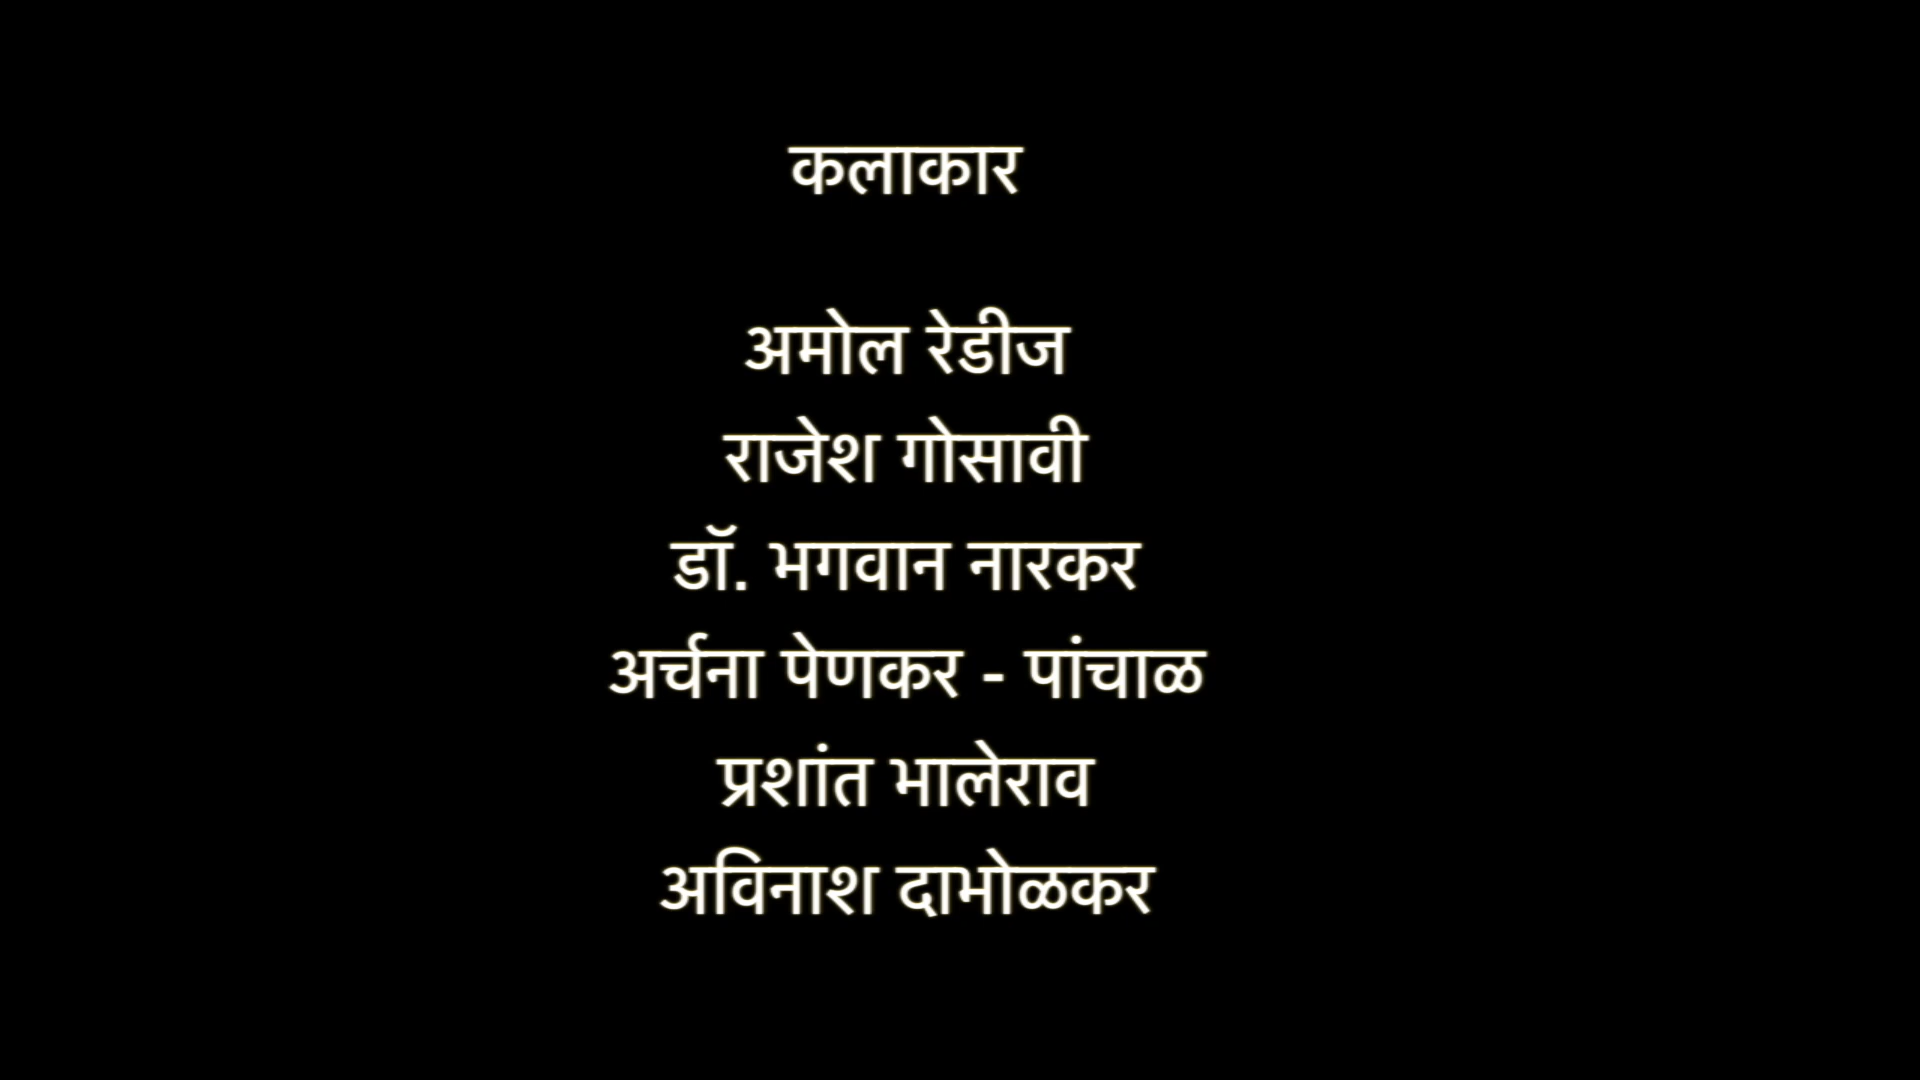 कलाकार
अमोल रेडीज
राजेश गोसावी
डॉ. भगवान नारकर
अर्चना पेणकर - पांचाळ
प्रशांत भालेराव
अविनाश दाभोळकर